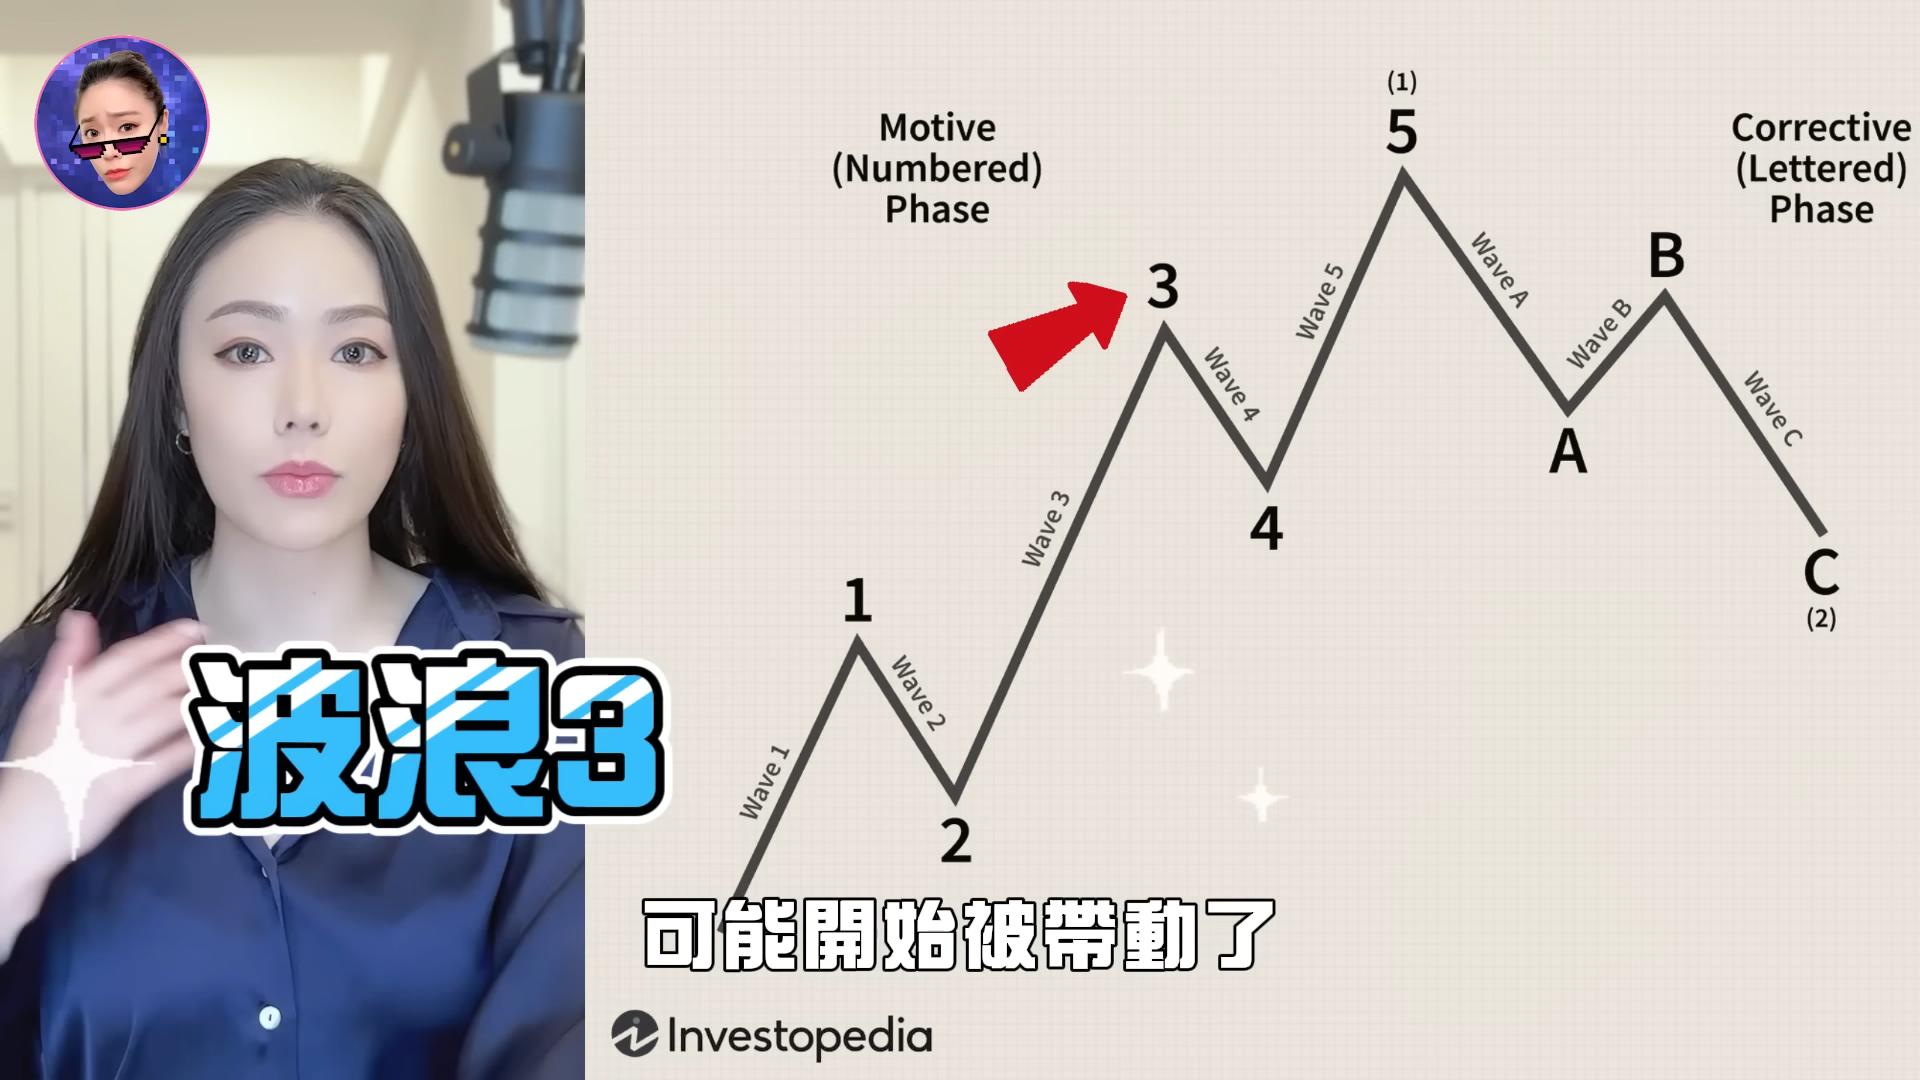 Motive
(Numbered)
Phase
(1)
5
Corrective
(Lettered)
Phase
B
3
Wave A
Wave 5
Wave B
Wave 4
Wave C
A
4
Wave 3
C
(2)
1
Wave 2
Wave 1
2
波浪3
可能開始被帶動了
Investopedia